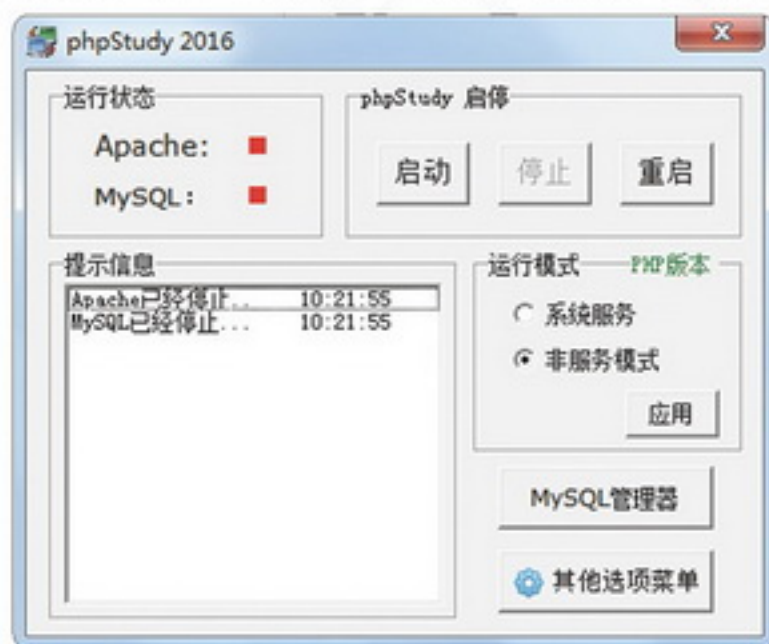 phpStudy 2016
运行状态
Apache:
MySQL:
phpStudy 启停
启动 停止 重启
提示信息
Apache已经停止.. 10:21:55
MySQL已经停止... 10:21:55
运行模式 PHP版本
系统服务
非服务模式
应用
MySQL管理器
其他选项菜单